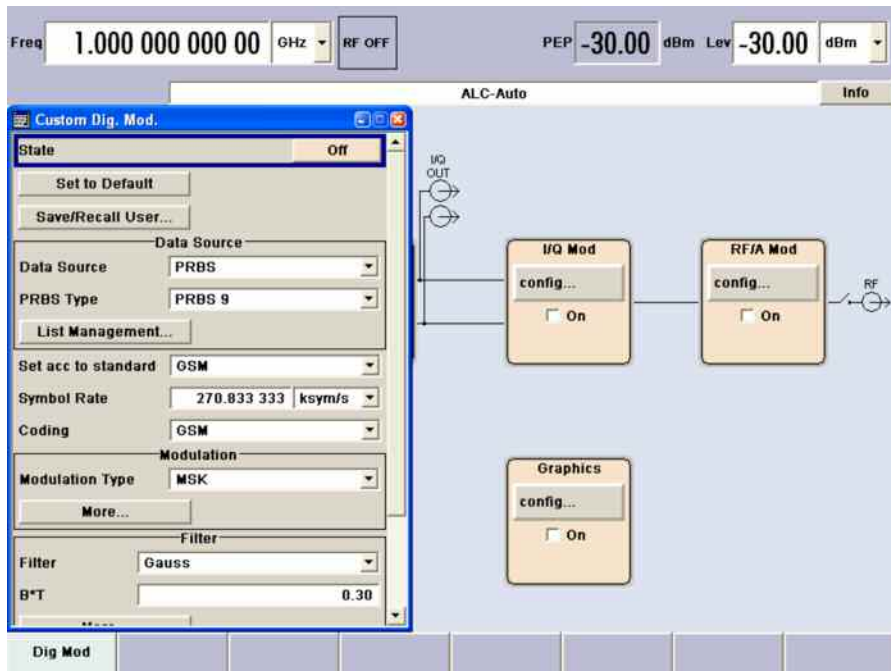 Freq 1.000 000 000 00 GHz RF OFF PEP -30.00 dBm Lev -30.00 dBm
ALC-Auto Info
Custom Dig. Mod.
State Off
Set to Default
Save/Recall User...
Data Source
Data Source PRBS
PRBS Type PRBS 9
List Management...
Set acc to standard GSM
Symbol Rate 270.833 333 ksym/s
Coding GSM
Modulation
Modulation Type MSK
More...
Filter
Filter Gauss
B*T 0.30
I/Q
OUT
I/Q Mod
config...
On
RF/A Mod
config...
On
RF
Graphics
config...
On
Dig Mod